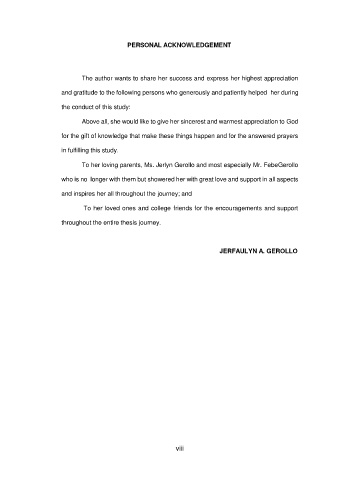 PERSONAL ACKNOWLEDGEMENT
The author wants to share her success and express her highest appreciation
and gratitude to the following persons who generously and patiently helped her during
the conduct of this study:
Above all, she would like to give her sincerest and warmest appreciation to God
for the gift of knowledge that make these things happen and for the answered prayers
in fulfilling this study.
To her loving parents, Ms. Jerlyn Gerollo and most especially Mr. FebeGerollo
who is no longer with them but showered her with great love and support in all aspects
and inspires her all throughout the journey; and
To her loved ones and college friends for the encouragements and support
throughout the entire thesis journey.
JERFAULYN A. GEROLLO
viii